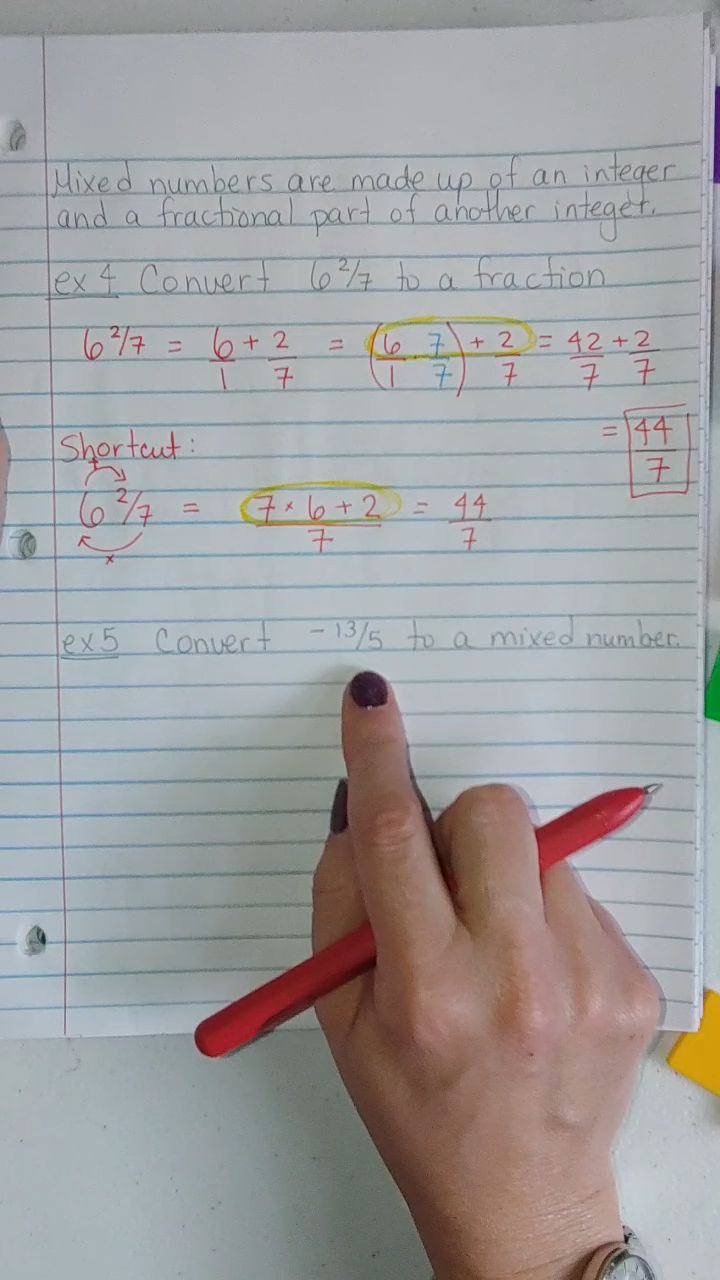 Mixed numbers are made up of an integer
and a fractional part of another integer.
ex 4 Convert 6 2/7 to a fraction
6 2/7 = 6/1 + 2/7 = (6/1 7/7) + 2/7 = 42/7 + 2/7
= 44/7
Shortcut:
+
6 2/7 = 7 × 6 + 2 / 7 = 44/7
×
ex 5 Convert -13/5 to a mixed number.